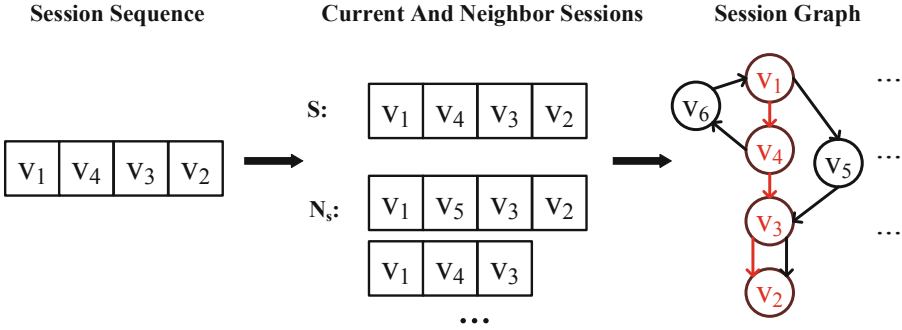 Session Sequence
Current And Neighbor Sessions
Session Graph
v1 v4 v3 v2
S:
v1 v4 v3 v2
Ns:
v1 v5 v3 v2
v1 v4 v3
...
v1
...
v6
v4
...
v5
v3
...
v2